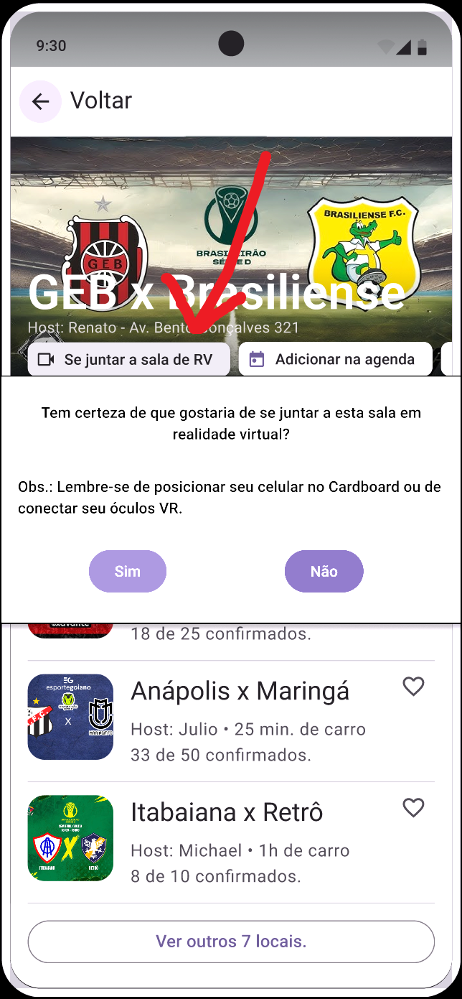 9:30
Voltar
GEB
BRASILEIRÃO
SÉRIE D
BRASILIENSE F.C.
GEB x Brasiliense
Host: Renato - Av. Bento Gonçalves 321
Se juntar a sala de RV
Adicionar na agenda
Tem certeza de que gostaria de se juntar a esta sala em
realidade virtual?
Obs.: Lembre-se de posicionar seu celular no Cardboard ou de
conectar seu óculos VR.
Sim
Não
18 de 25 confirmados.
EG
esportegoiano
X
MARINGÁ FC
Anápolis x Maringá
Host: Julio • 25 min. de carro
33 de 50 confirmados.
X
ITABAIANA
RETRÔ
Itabaiana x Retrô
Host: Michael • 1h de carro
8 de 10 confirmados.
Ver outros 7 locais.